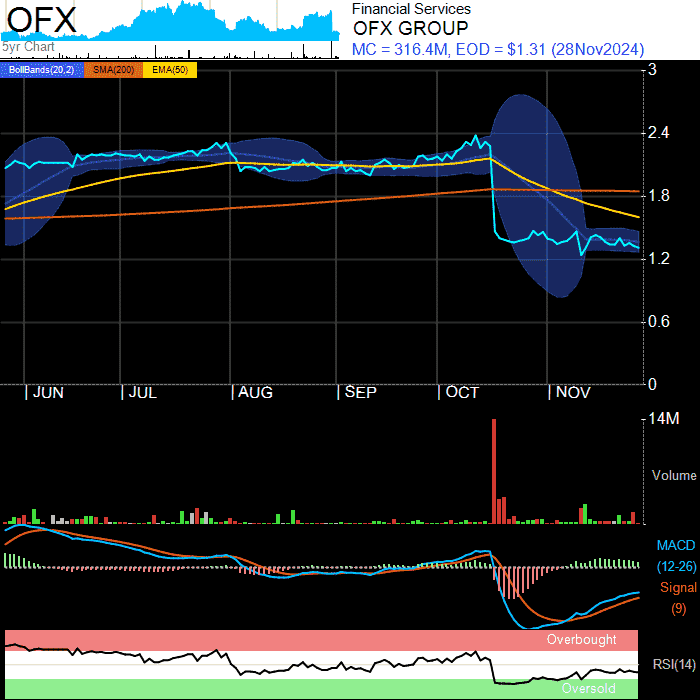 OFX
5yr Chart
Financial Services
OFX GROUP
MC = 316.4M, EOD = $1.31 (28Nov2024)
BollBands(20,2) SMA(200) EMA(50)
3
2.4
1.8
1.2
0.6
0
JUN JUL AUG SEP OCT NOV
14M
Volume
MACD
(12-26)
Signal
(9)
Overbought
RSI(14)
Oversold